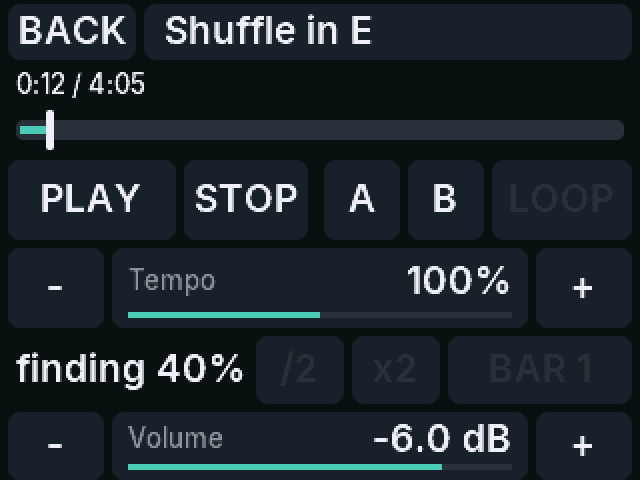 BACK Shuffle in E
0:12 / 4:05
PLAY STOP A B LOOP
- Tempo 100% +
finding 40% /2 x2 BAR 1
- Volume -6.0 dB +